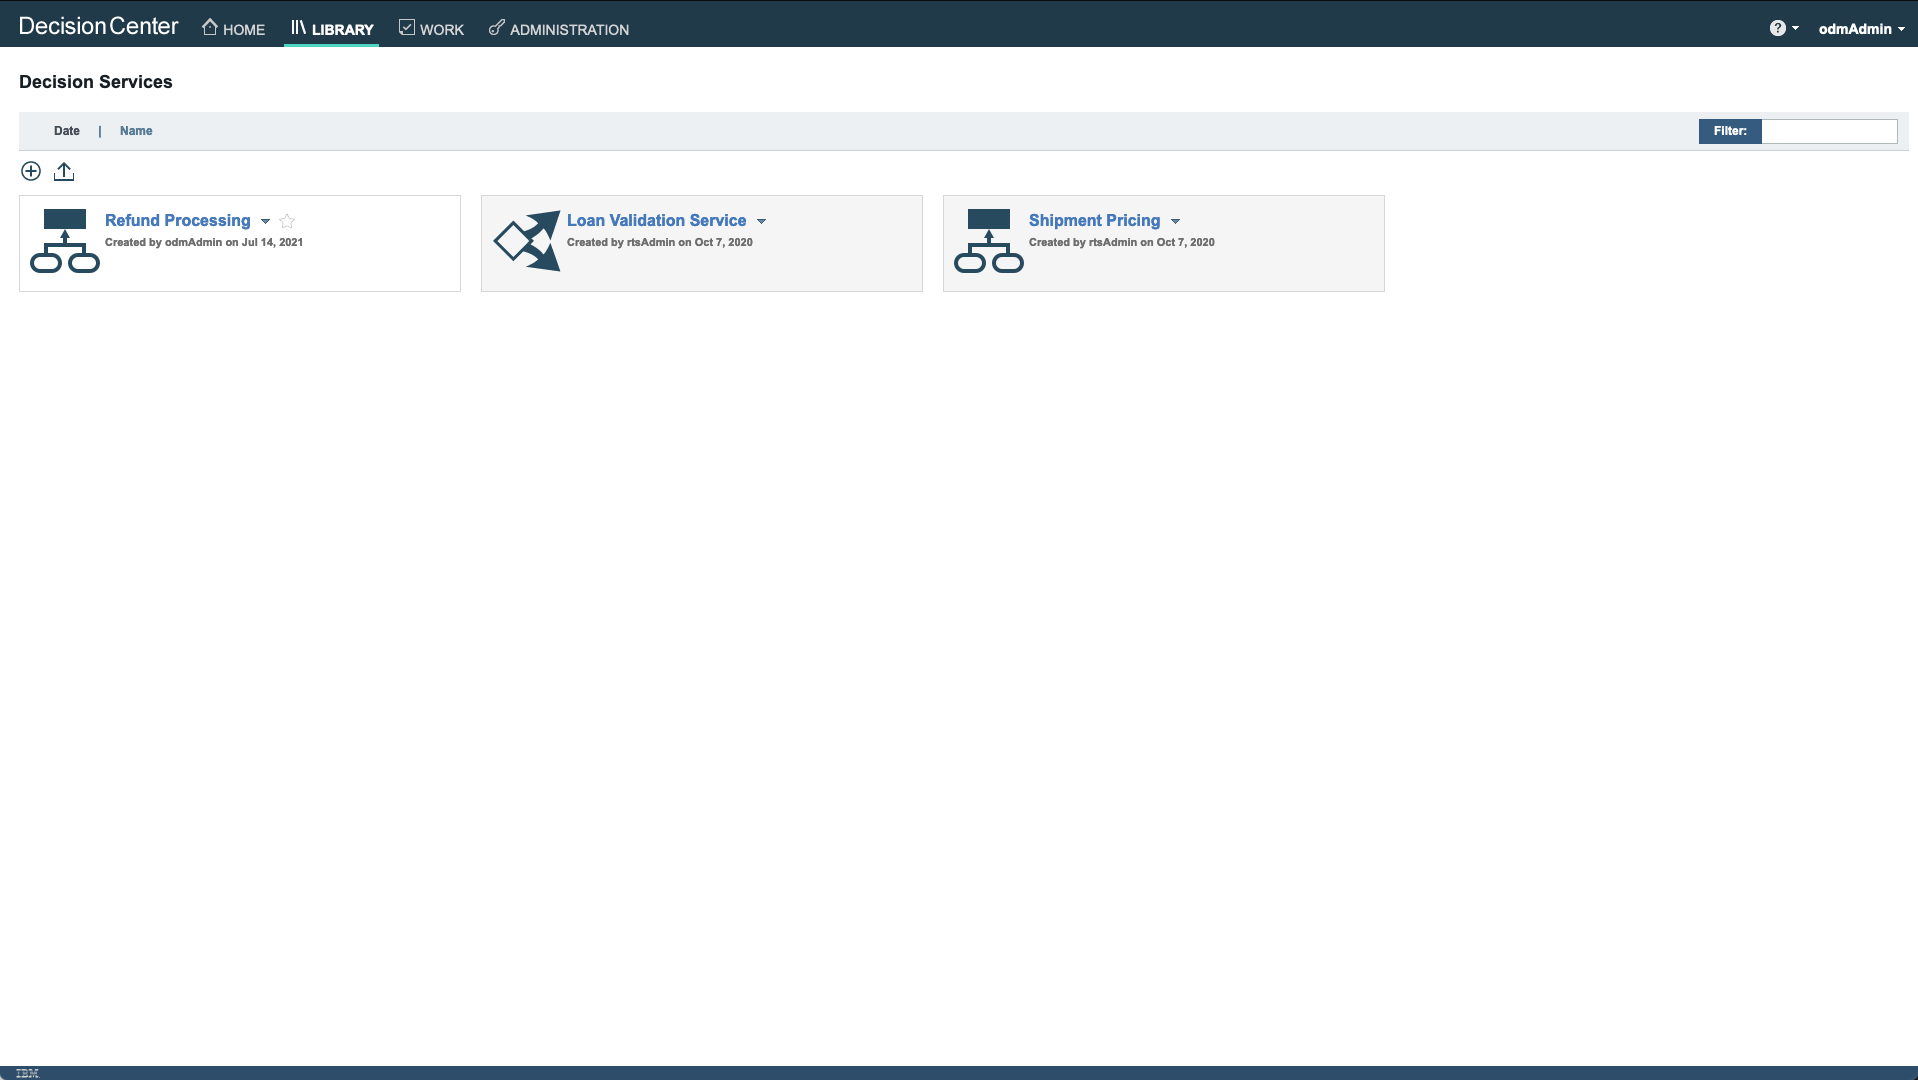 Decision Center HOME LIBRARY WORK ADMINISTRATION ? odmAdmin
Decision Services
Date | Name Filter:
Refund Processing
Created by odmAdmin on Jul 14, 2021
Loan Validation Service
Created by rtsAdmin on Oct 7, 2020
Shipment Pricing
Created by rtsAdmin on Oct 7, 2020
IBM.